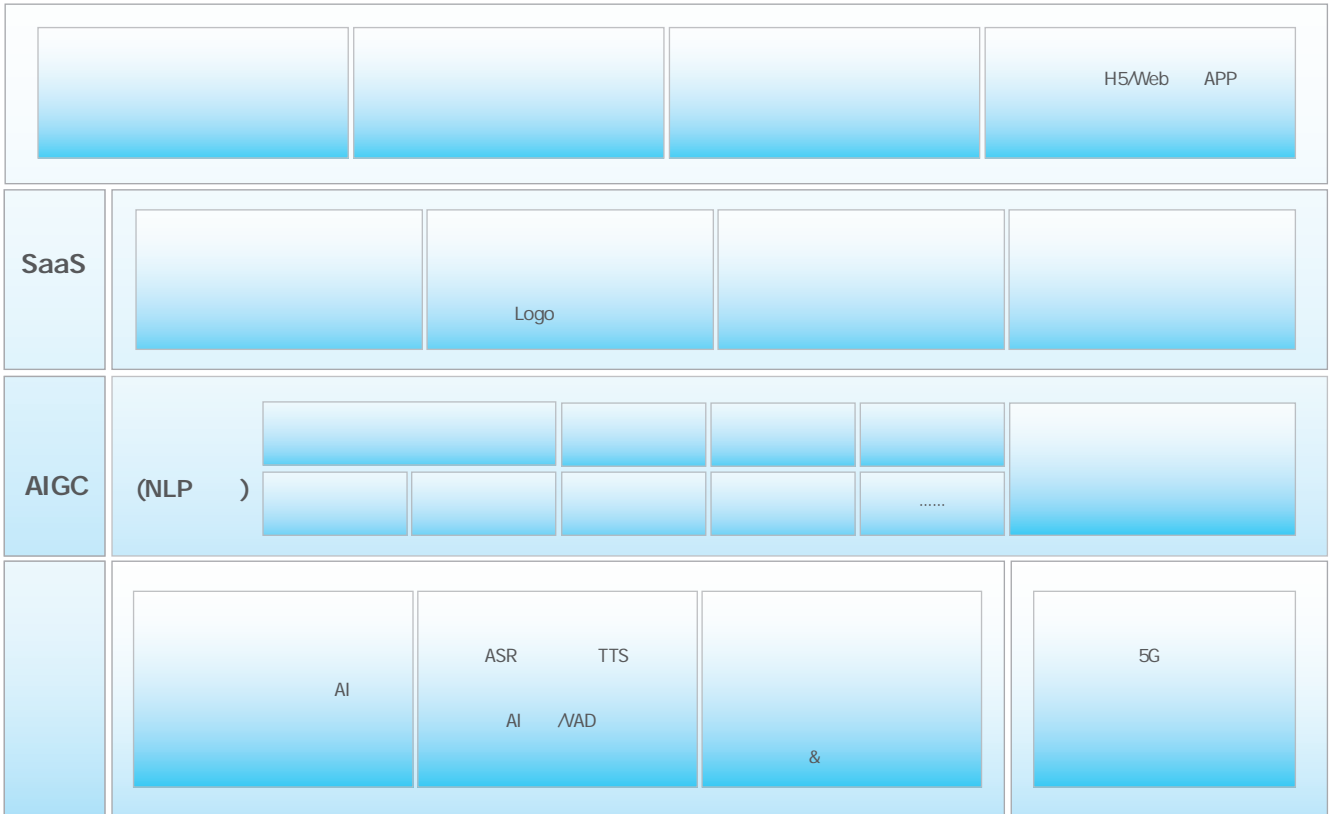 H5/Web APP
SaaS
Logo
AIGC
(NLP )
......
ASR TTS
AI
AI /VAD
&
5G